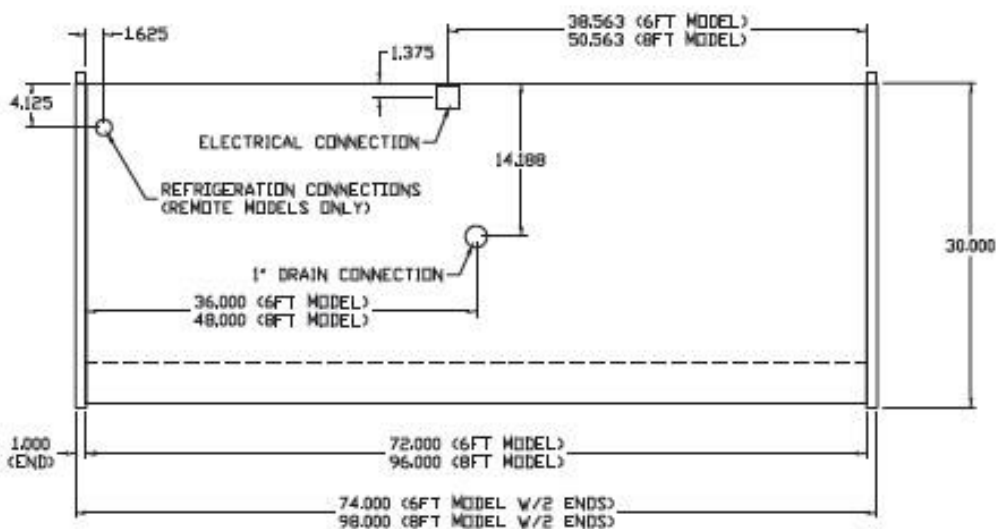 38.563 (6FT MODEL)
50.563 (8FT MODEL)
1.625
1.375
4.125
ELECTRICAL CONNECTION
14.188
REFRIGERATION CONNECTIONS
(REMOTE MODELS ONLY)
30.000
1" DRAIN CONNECTION
36.000 (6FT MODEL)
48.000 (8FT MODEL)
1.000
(END)
72.000 (6FT MODEL)
96.000 (8FT MODEL)
74.000 (6FT MODEL W/2 ENDS)
98.000 (8FT MODEL W/2 ENDS)